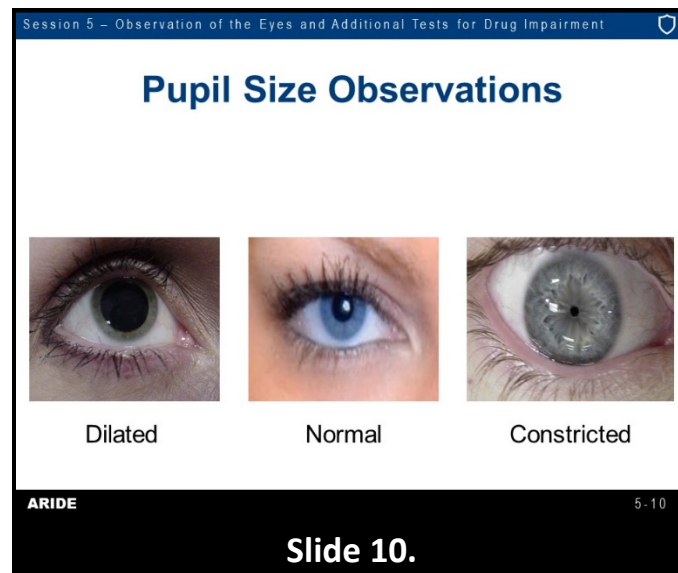 Session 5 – Observation of the Eyes and Additional Tests for Drug Impairment
Pupil Size Observations
Dilated Normal Constricted
ARIDE 5-10
Slide 10.